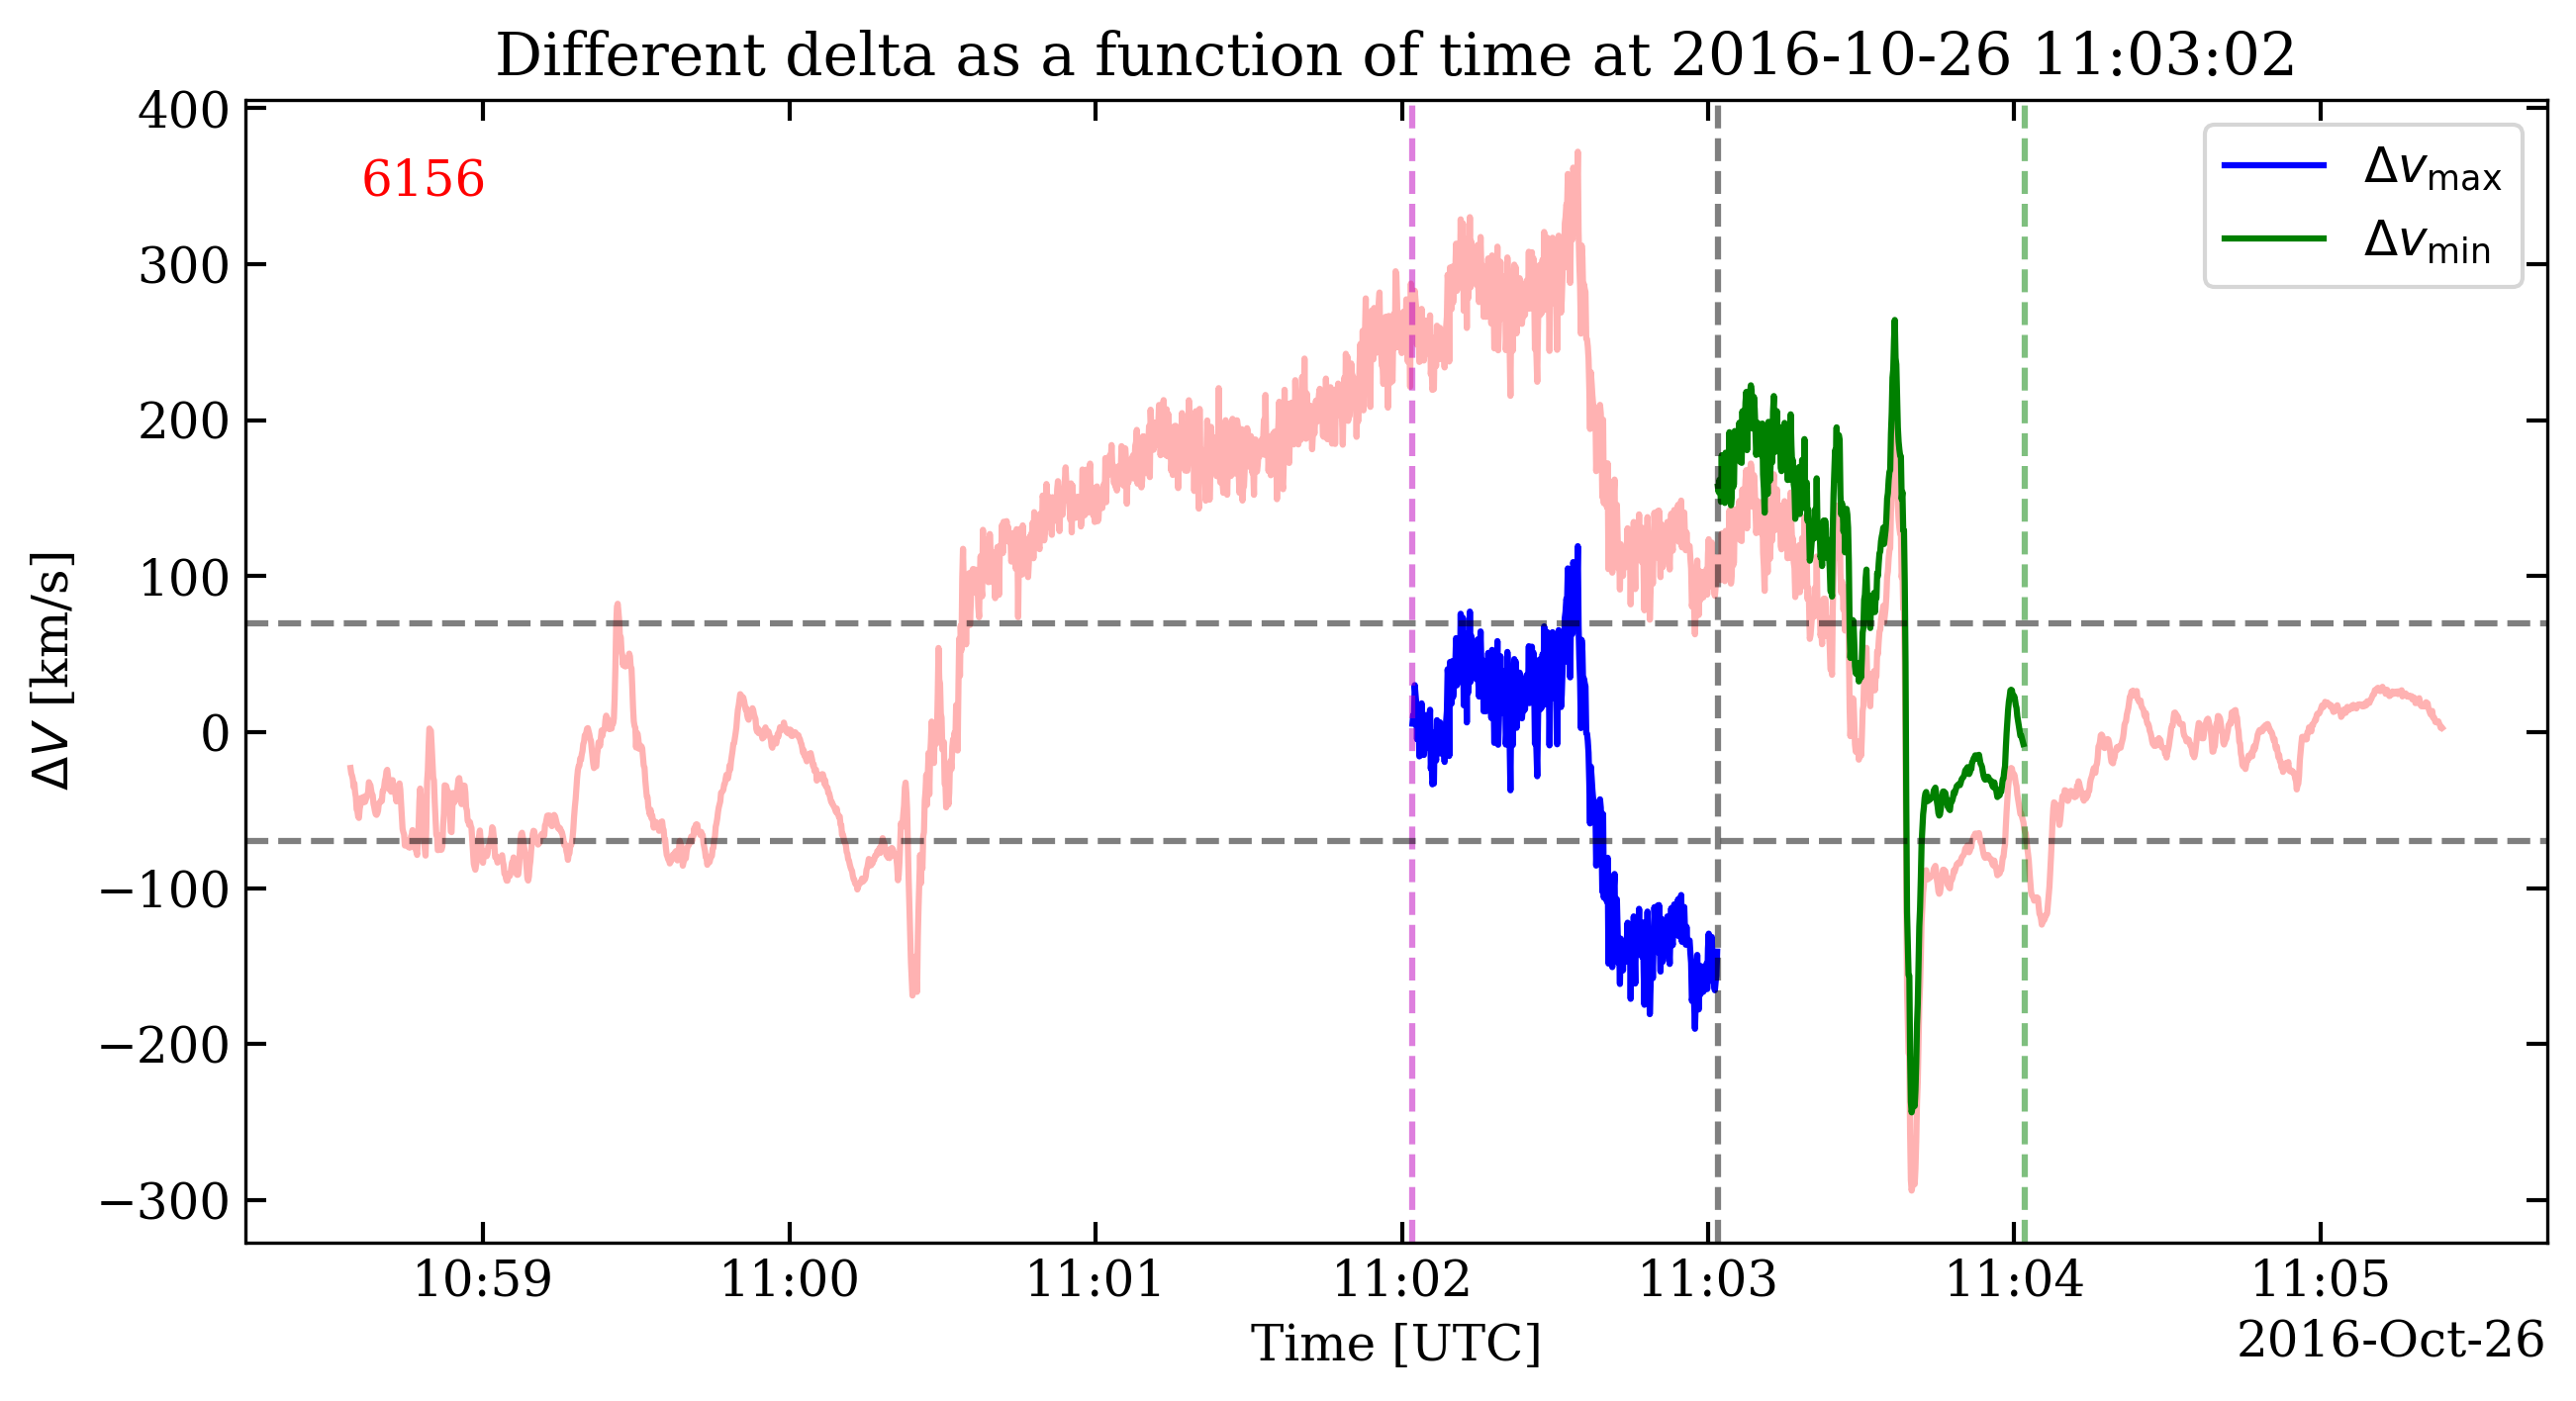 Different delta as a function of time at 2016-10-26 11:03:02
6156
Δv_max
Δv_min
ΔV [km/s]
400
300
200
100
0
−100
−200
−300
10:59 11:00 11:01 11:02 11:03 11:04 11:05
Time [UTC]
2016-Oct-26